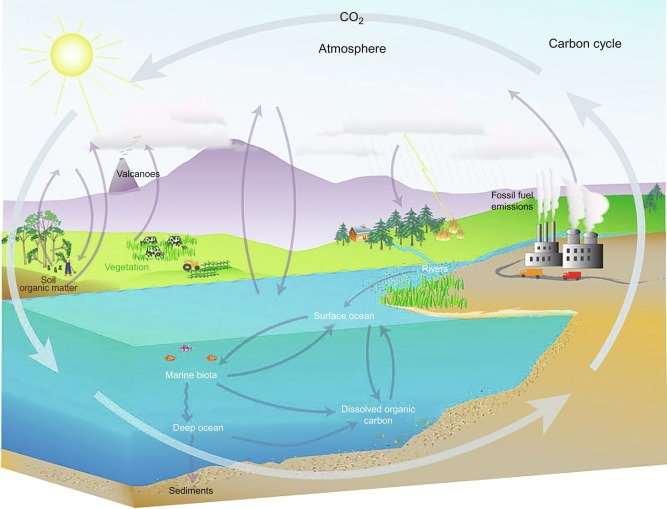 CO₂
Atmosphere
Carbon cycle
Valcanoes
Fossil fuel
emissions
Vegetation
Rivers
Soil
organic matter
Surface ocean
Marine biota
Dissolved organic
carbon
Deep ocean
Sediments